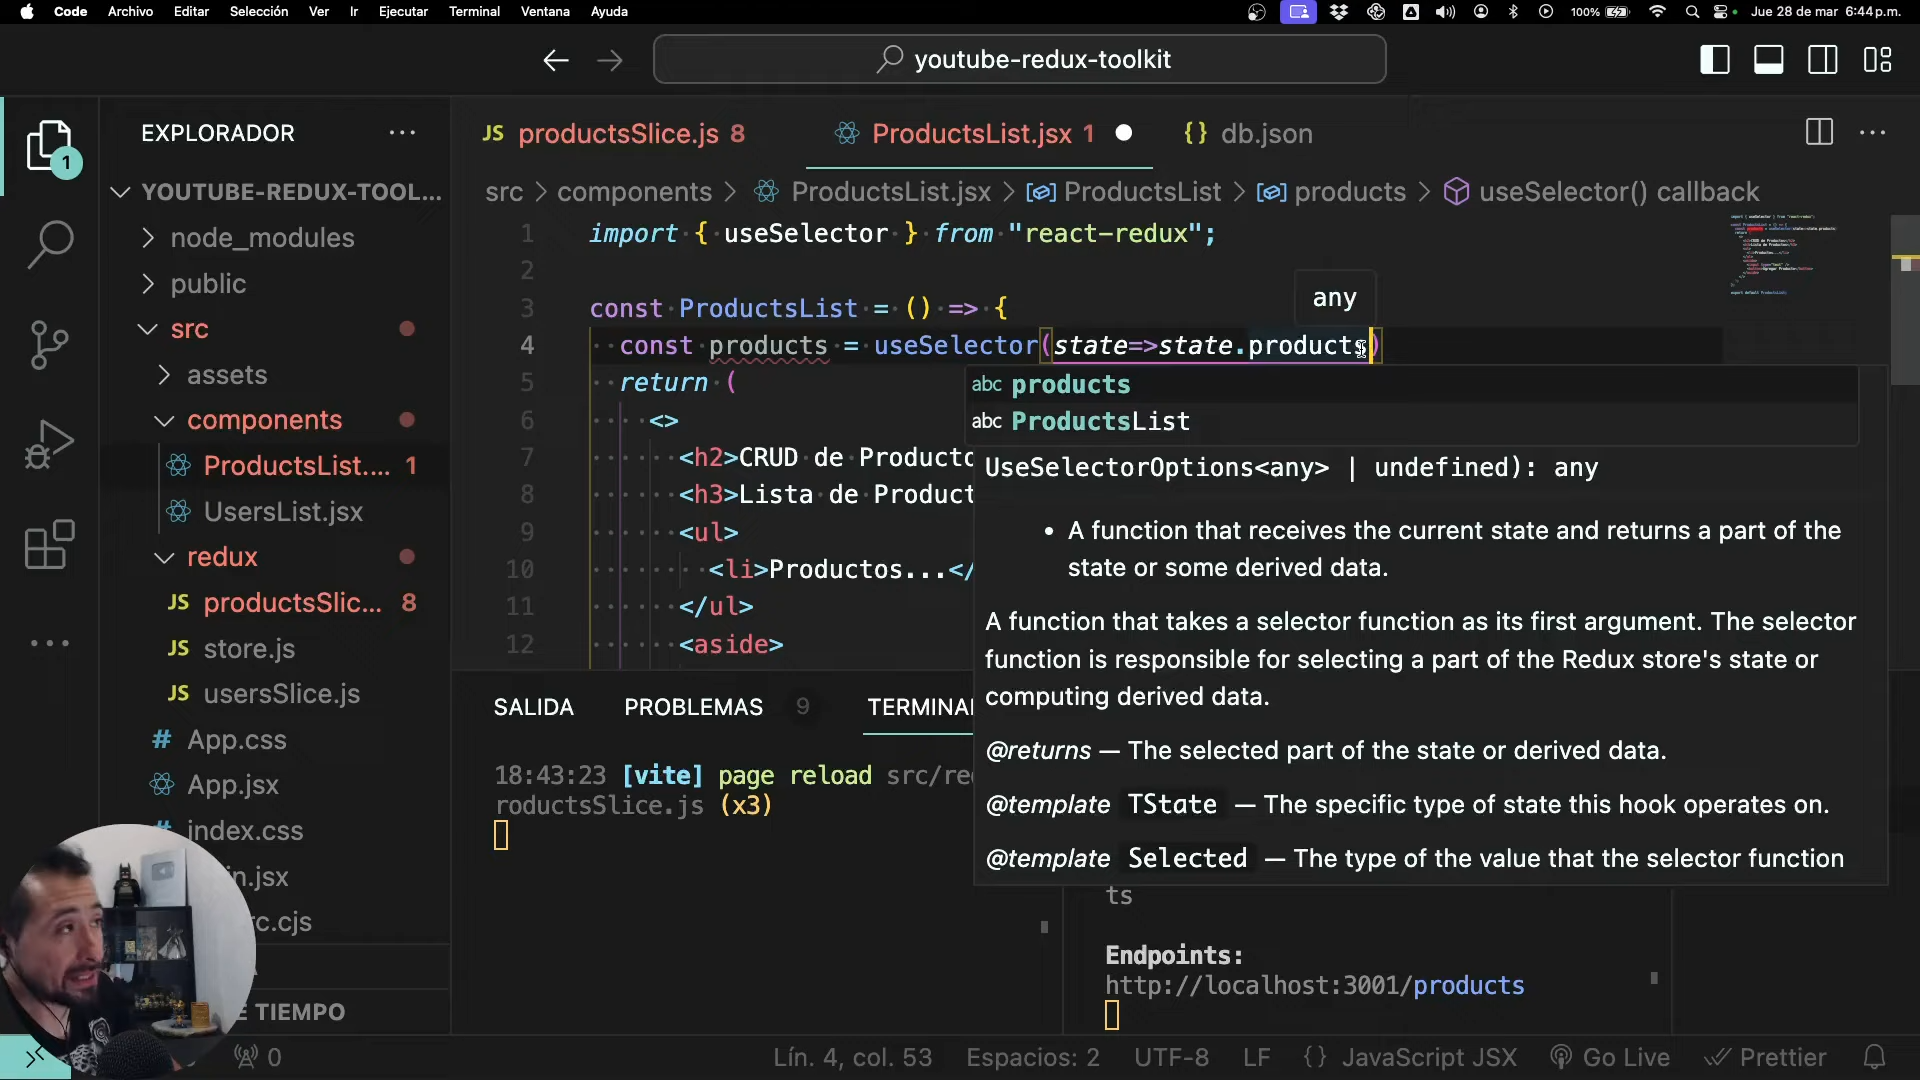 Code Archivo Editar Selección Ver Ir Ejecutar Terminal Ventana Ayuda 100% Jue 28 de mar 6:44 p.m.
youtube-redux-toolkit
EXPLORADOR
1
YOUTUBE-REDUX-TOOL...
node_modules
public
src
assets
components
ProductsList.... 1
UsersList.jsx
redux
JS productsSlic... 8
JS store.js
JS usersSlice.js
# App.css
App.jsx
index.css
in.jsx
rc.cjs
E TIEMPO
JS productsSlice.js 8 ProductsList.jsx 1 {} db.json
src > components > ProductsList.jsx > ProductsList > products > useSelector() callback
1 import { useSelector } from "react-redux";
2
3 const ProductsList = () => {
any
4 const products = useSelector(state=>state.products)
5 return (
6 <>
7 <h2>CRUD de Producto
8 <h3>Lista de Product
9 <ul>
10 <li>Productos...</
11 </ul>
12 <aside>
abc products
abc ProductsList
UseSelectorOptions<any> | undefined): any
• A function that receives the current state and returns a part of the
state or some derived data.
A function that takes a selector function as its first argument. The selector
function is responsible for selecting a part of the Redux store's state or
computing derived data.
@returns — The selected part of the state or derived data.
@template TState — The specific type of state this hook operates on.
@template Selected — The type of the value that the selector function
SALIDA PROBLEMAS 9 TERMINA
18:43:23 [vite] page reload src/re
roductsSlice.js (x3)
ts
Endpoints:
http://localhost:3001/products
0 Lín. 4, col. 53 Espacios: 2 UTF-8 LF {} JavaScript JSX Go Live Prettier